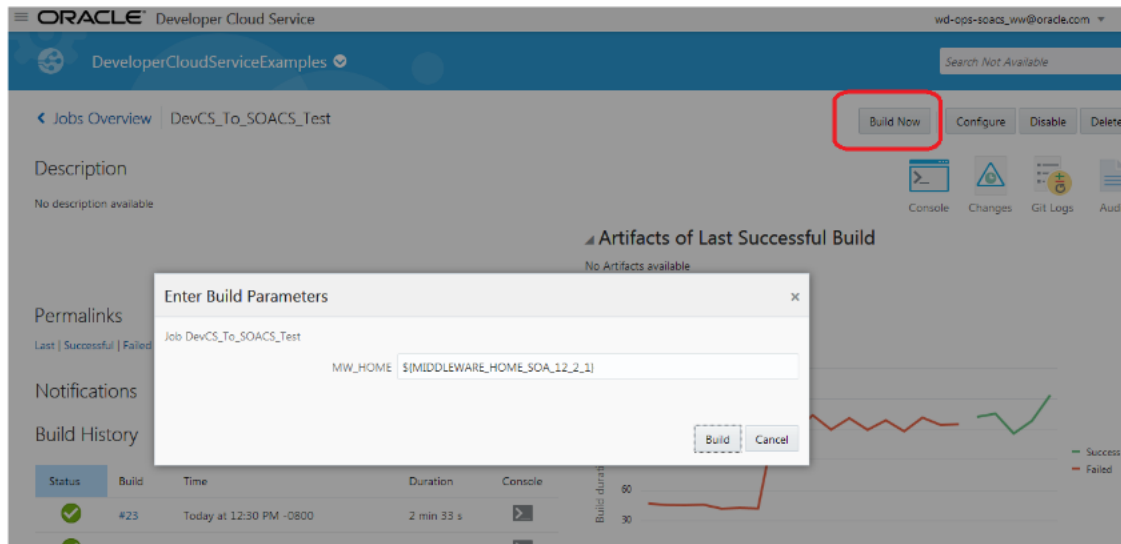 ORACLE® Developer Cloud Service
wd-ops-soacs_ww@oracle.com
DeveloperCloudServiceExamples
Search Not Available
Jobs Overview DevCS_To_SOACS_Test
Build Now Configure Disable Delete
Description
No description available
Console Changes Git Logs Aud
Artifacts of Last Successful Build
No Artifacts available
Enter Build Parameters ×
Job DevCS_To_SOACS_Test
MW_HOME ${MIDDLEWARE_HOME_SOA_12_2_1}
Build Cancel
Permalinks
Last | Successful | Failed
Notifications
Build History
Status Build Time Duration Console
#23 Today at 12:30 PM -0800 2 min 33 s
Build durati
60
30
Success
Failed